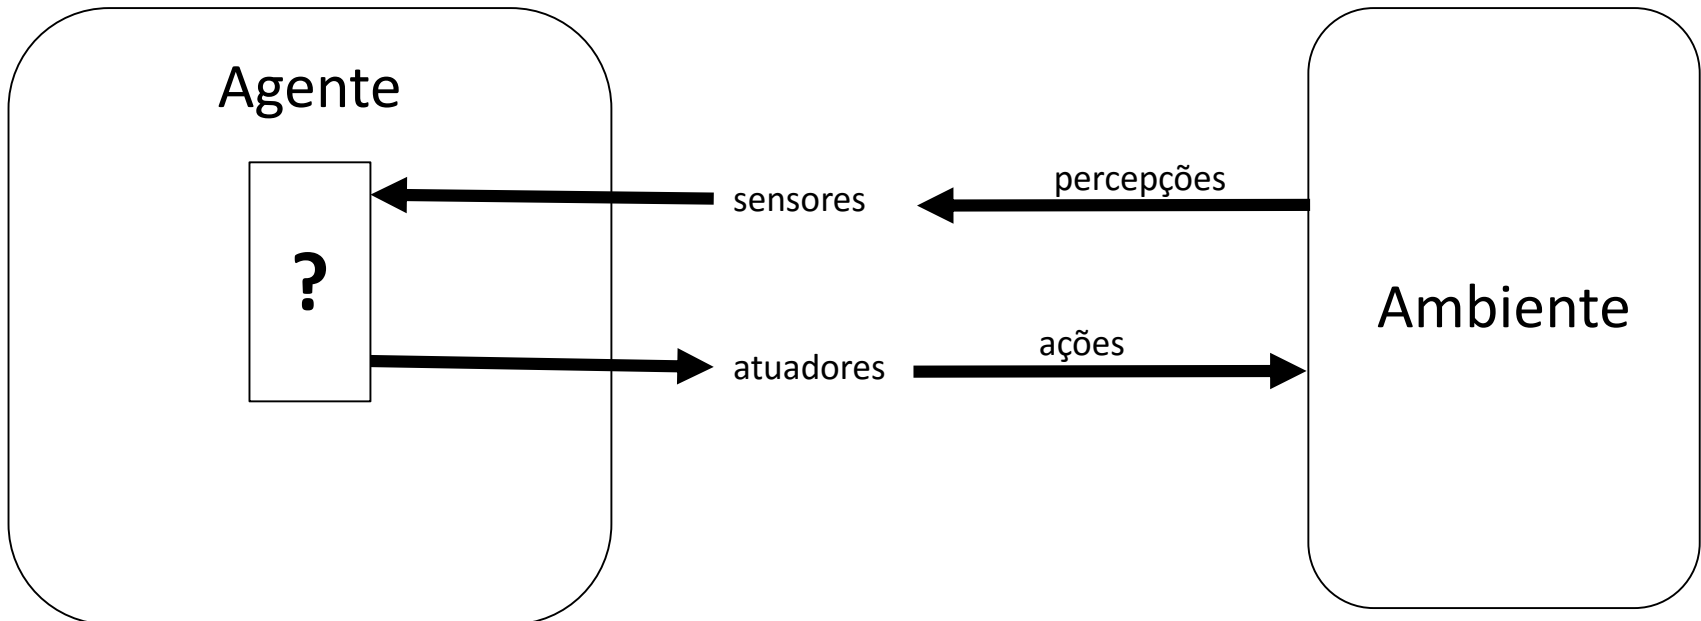 Agente
percepções
sensores
?
Ambiente
ações
atuadores